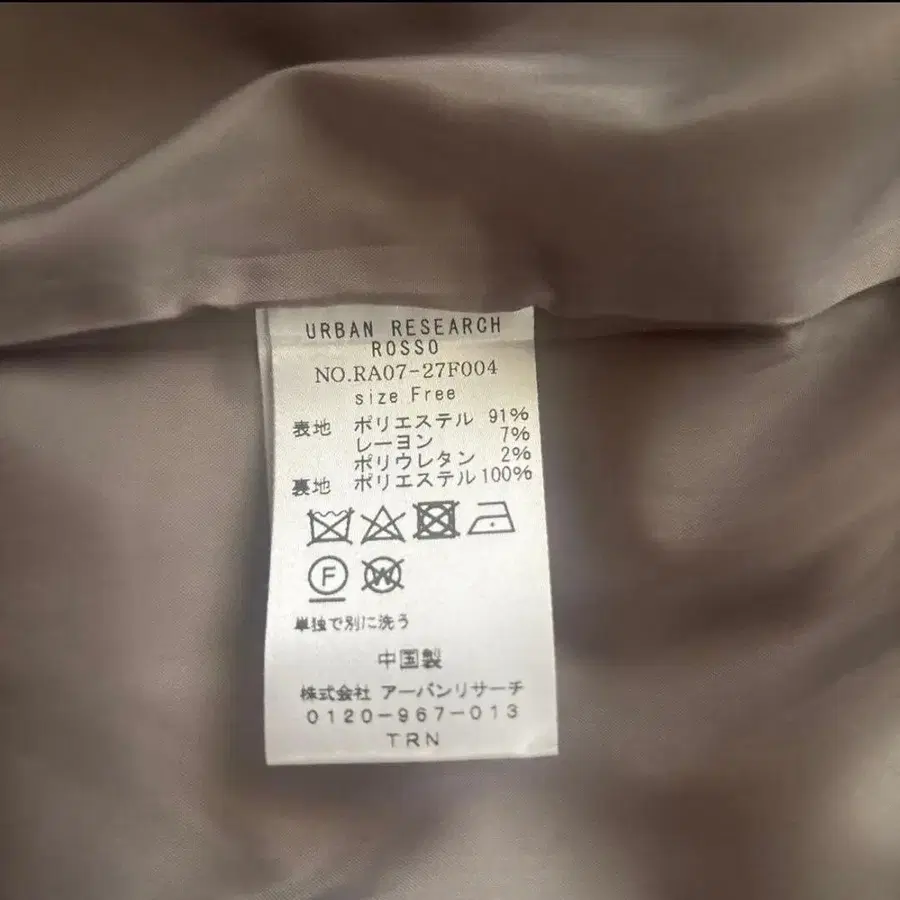 URBAN RESEARCH
ROSSO
NO.RA07-27F004
size Free
表地 ポリエステル 91%
レーヨン 7%
ポリウレタン 2%
裏地 ポリエステル 100%
F W
単独で別に洗う
中国製
株式会社 アーバンリサーチ
0120-967-013
TRN